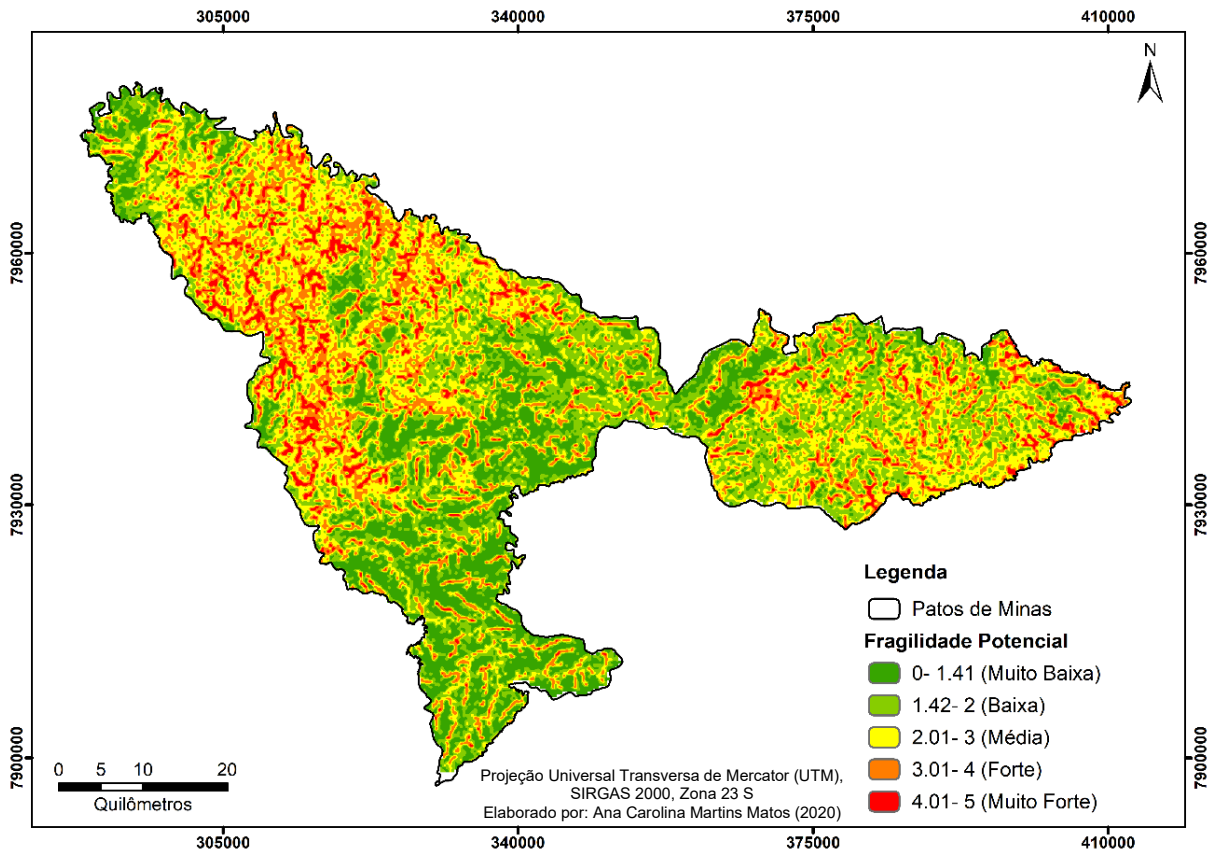 305000 340000 375000 410000
N
7960000 7960000
7930000 7930000
Legenda
Patos de Minas
Fragilidade Potencial
0- 1.41 (Muito Baixa)
1.42- 2 (Baixa)
2.01- 3 (Média)
3.01- 4 (Forte)
4.01- 5 (Muito Forte)
7900000 7900000
0 5 10 20
Quilômetros
Projeção Universal Transversa de Mercator (UTM),
SIRGAS 2000, Zona 23 S
Elaborado por: Ana Carolina Martins Matos (2020)
305000 340000 375000 410000